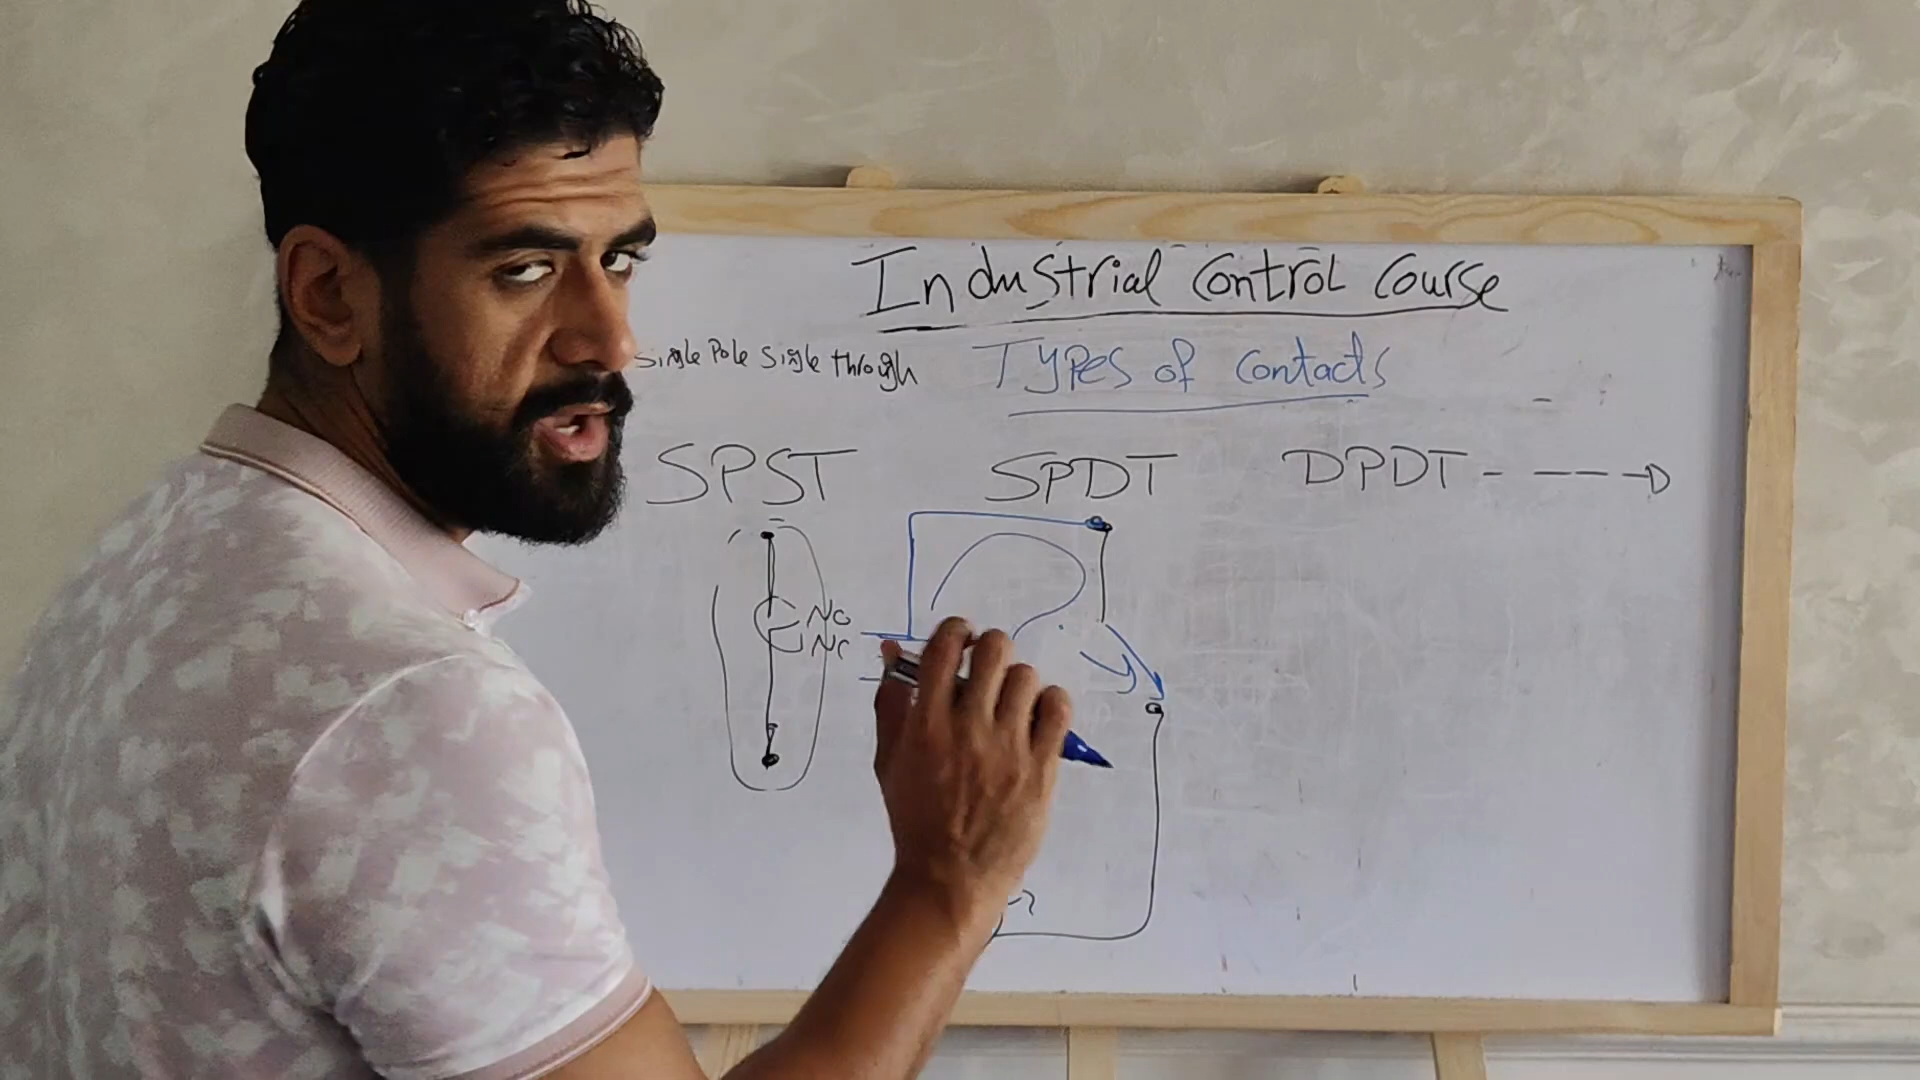 Industrial Control Course
Single Pole Single through
Types of Contacts
SPST
SPDT
DPDT
NO
NC